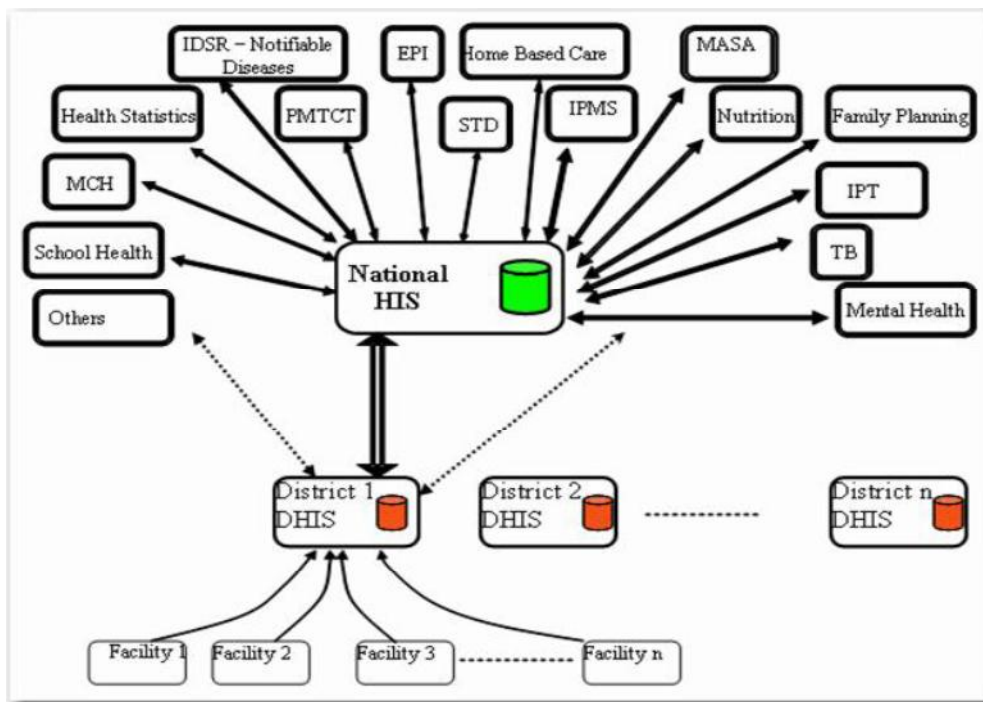 IDSR – Notifiable
Diseases
EPI
Home Based Care
MASA
Health Statistics
PMTCT
STD
IPMS
Nutrition
Family Planning
MCH
IPT
School Health
TB
Others
National
HIS
Mental Health
District 1
DHIS
District 2
DHIS
District n
DHIS
Facility 1
Facility 2
Facility 3
Facility n